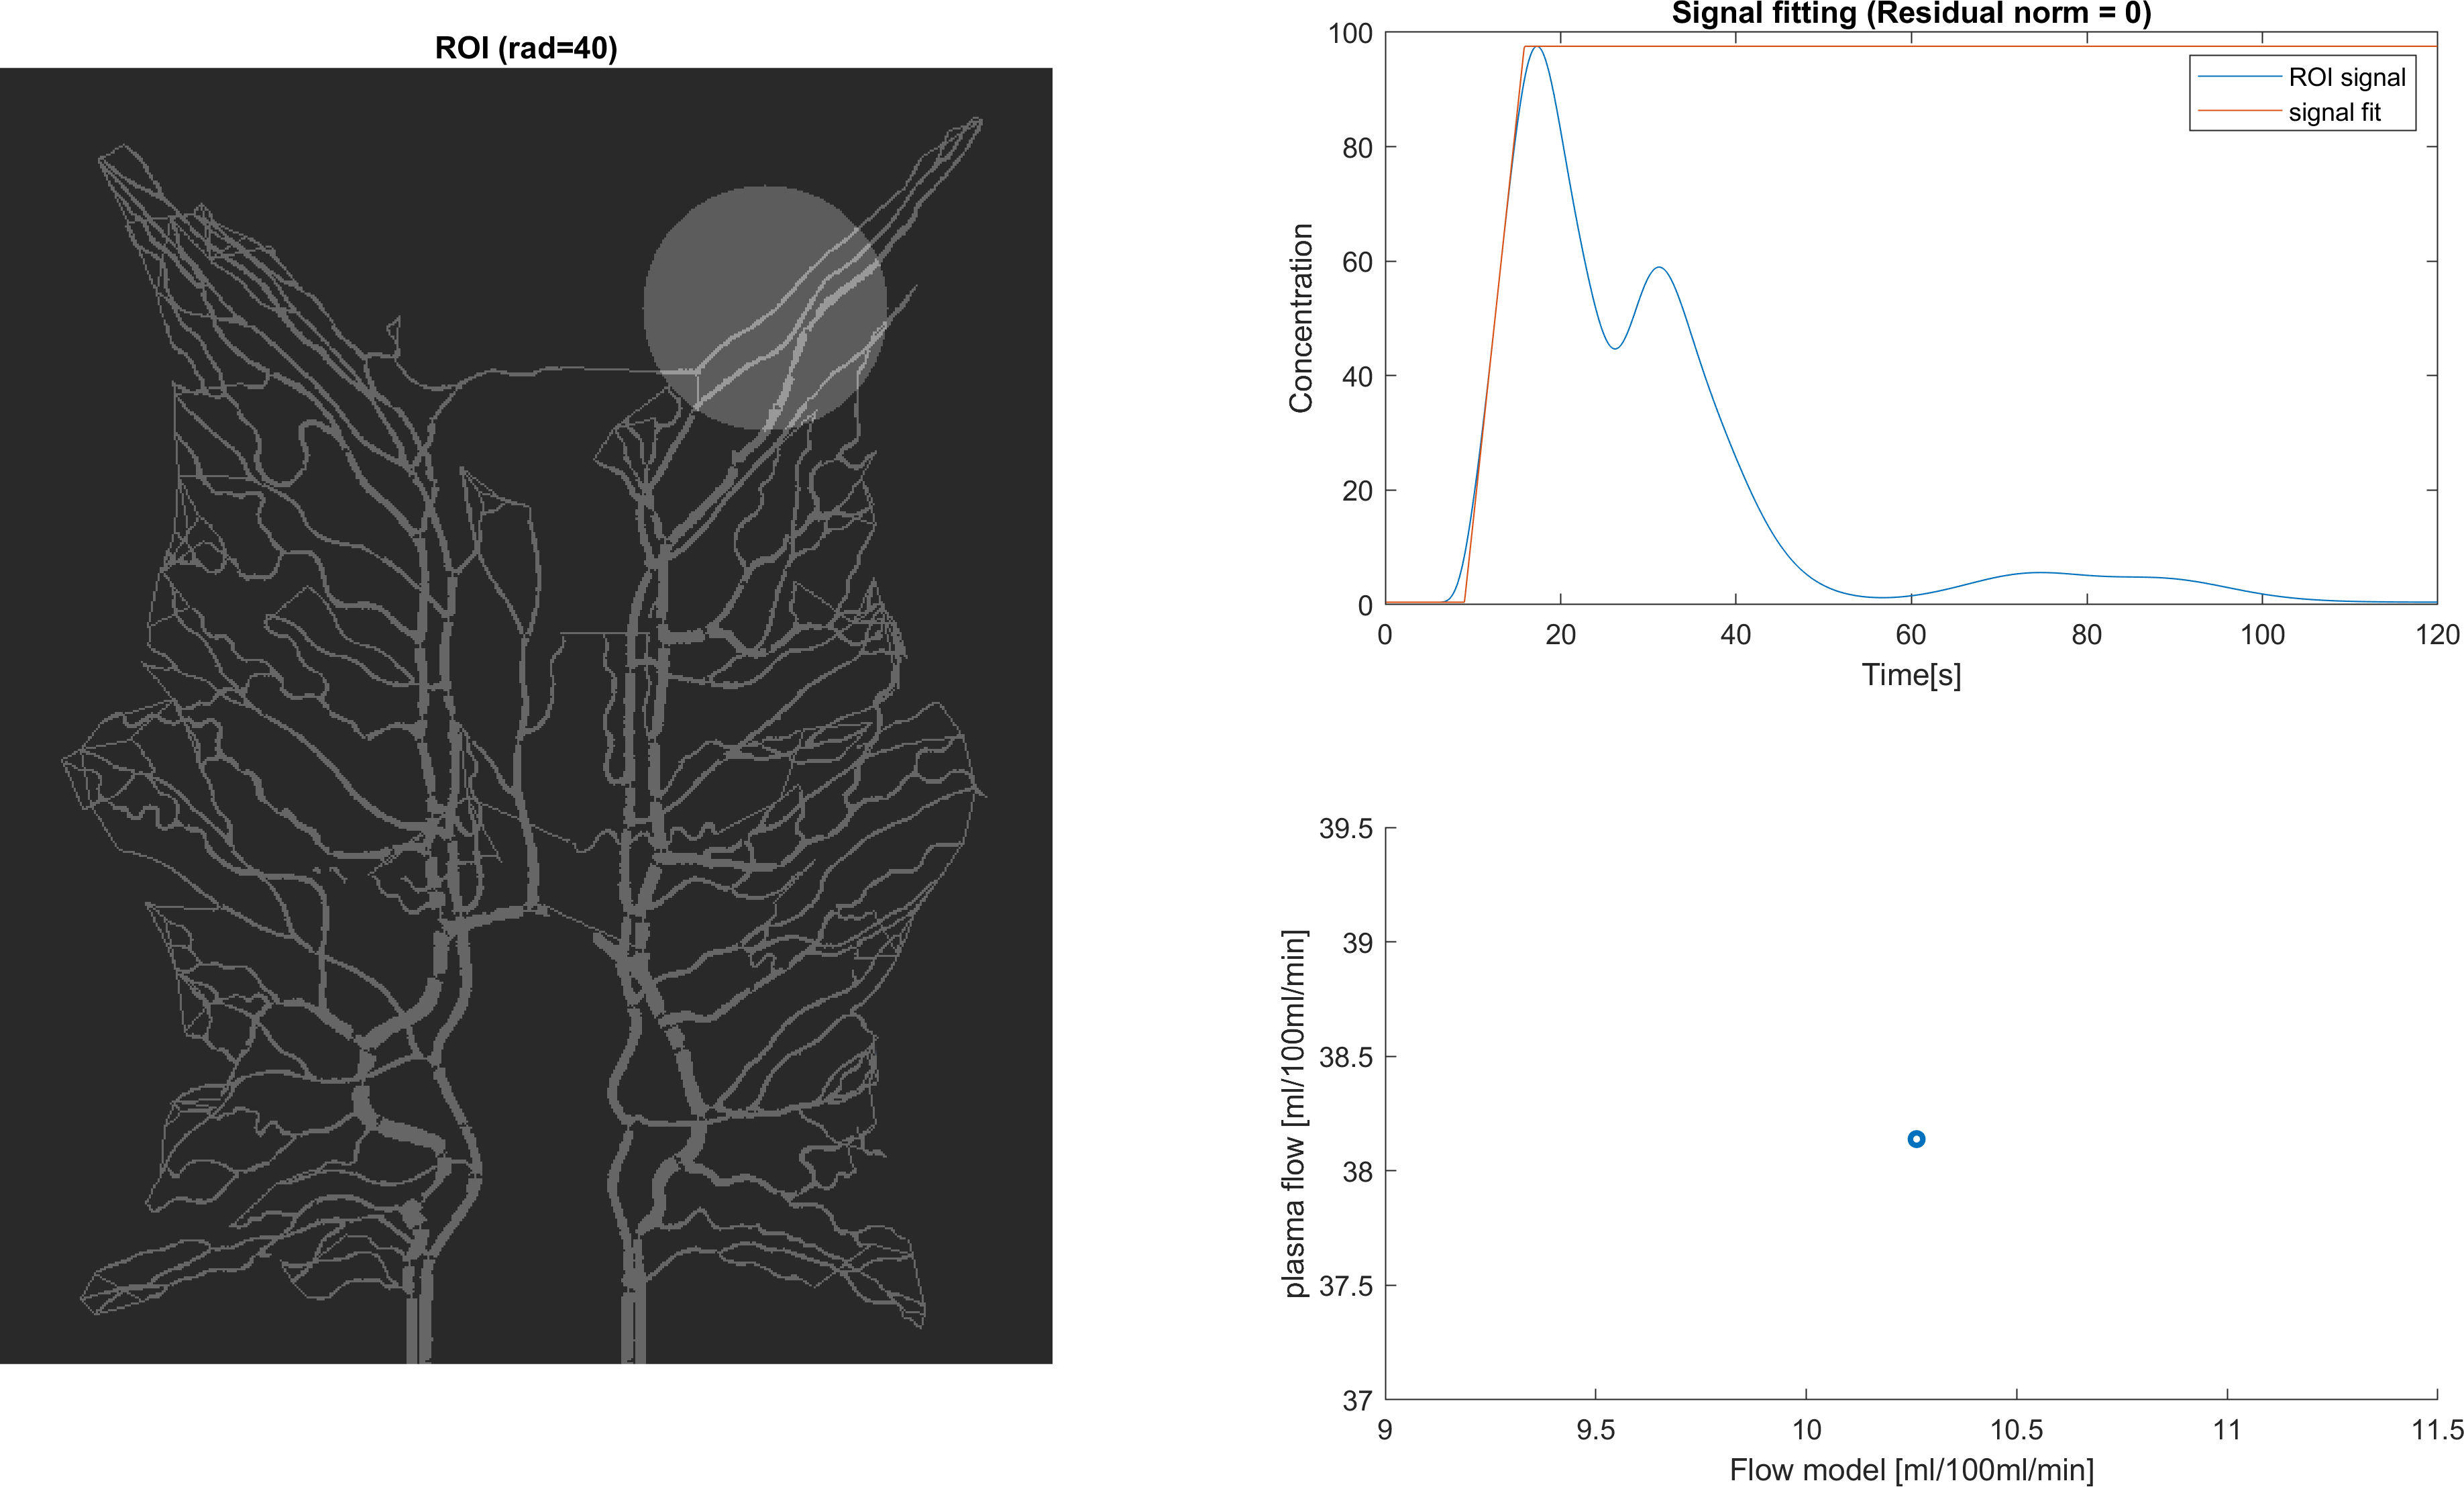 ROI (rad=40)
Signal fitting (Residual norm = 0)
100
80
60
40
20
0
Concentration
ROI signal
signal fit
0 20 40 60 80 100 120
Time[s]
39.5
39
38.5
38
37.5
37
plasma flow [ml/100ml/min]
9 9.5 10 10.5 11 11.5
Flow model [ml/100ml/min]